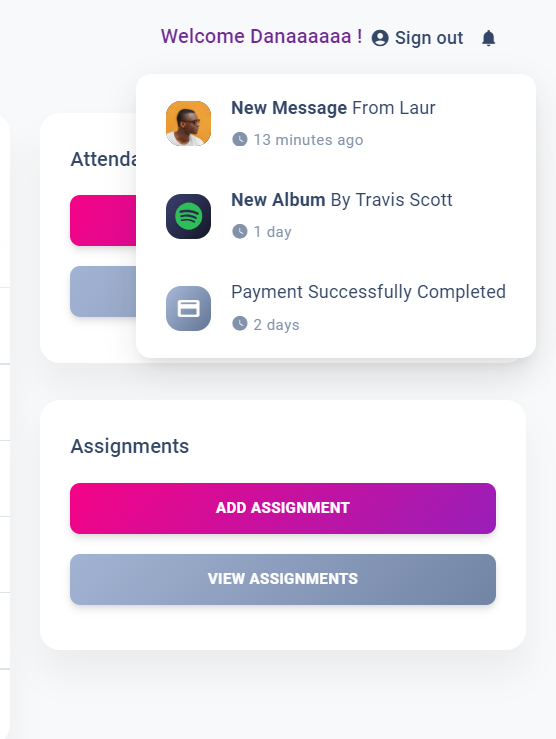 Welcome Danaaaaaa ! Sign out
New Message From Laur
13 minutes ago
New Album By Travis Scott
1 day
Payment Successfully Completed
2 days
Assignments
ADD ASSIGNMENT
VIEW ASSIGNMENTS